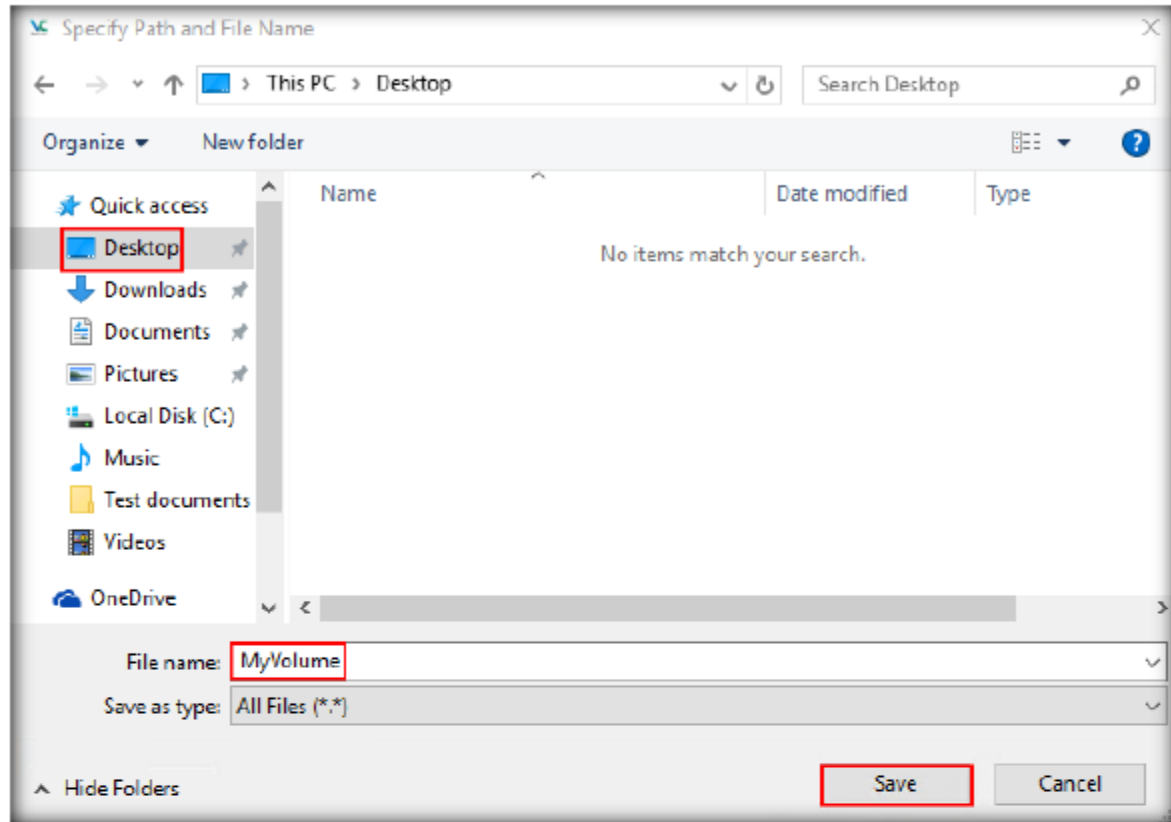 Specify Path and File Name
This PC > Desktop
Search Desktop
Organize
New folder
Name
Date modified
Type
Quick access
No items match your search.
Desktop
Downloads
Documents
Pictures
Local Disk (C:)
Music
Test documents
Videos
OneDrive
File name: MyVolume
Save as type: All Files (*.*)
Hide Folders
Save
Cancel